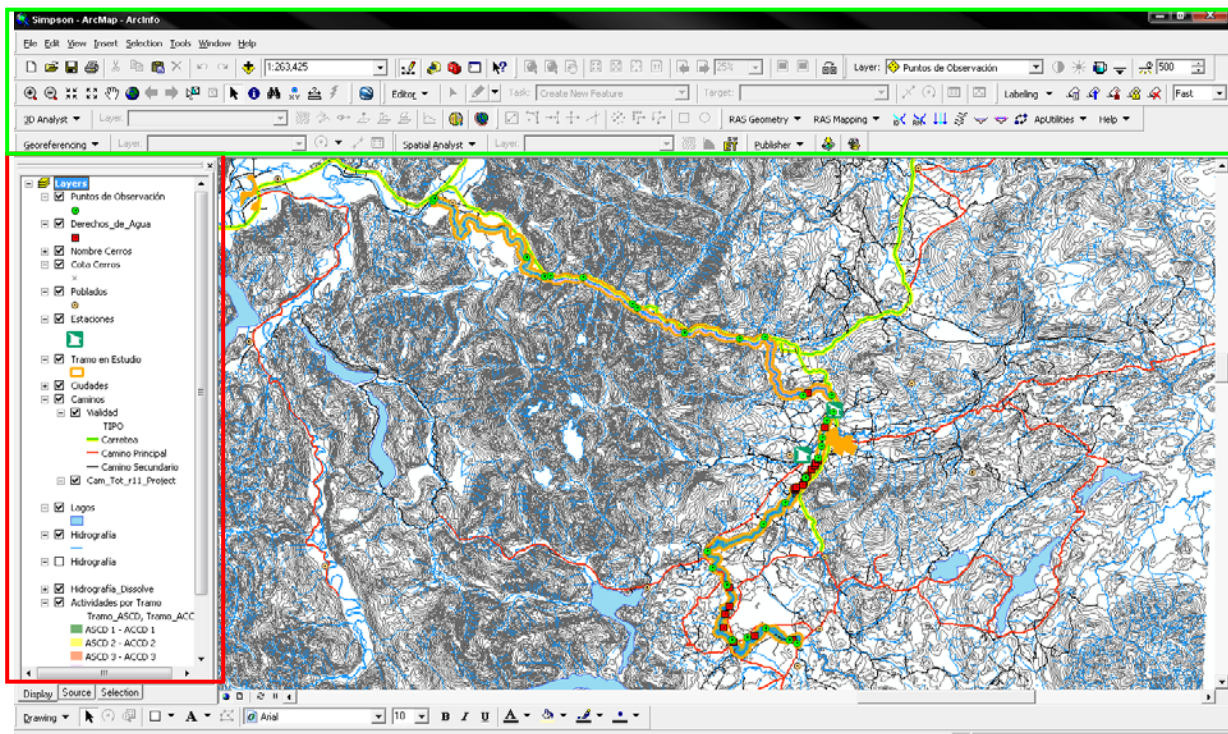 Simpson - ArcMap - ArcInfo
File Edit View Insert Selection Tools Window Help
1:263,425 25% Layer: Puntos de Observación 500
Editor Task: Create New Feature Target: Labeling Fast
3D Analyst Layer: RAS Geometry RAS Mapping ApUtilities Help
Georeferencing Layer: Spatial Analyst Layer: Publisher
Layers
Puntos de Observación
Derechos_de_Agua
Nombre Cerros
Cota Cerros
Poblados
Estaciones
Tramo en Estudio
Ciudades
Caminos
Vialidad
TIPO
Carretea
Camino Principal
Camino Secundario
Cam_Tot_r11_Project
Lagos
Hidrografía
Hidrografía
Hidrografía_Dissolve
Actividades por Tramo
Tramo_ASCD, Tramo_ACC
ASCD 1 - ACCD 1
ASCD 2 - ACCD 2
ASCD 3 - ACCD 3
Display Source Selection
Drawing A Arial 10 B I U A